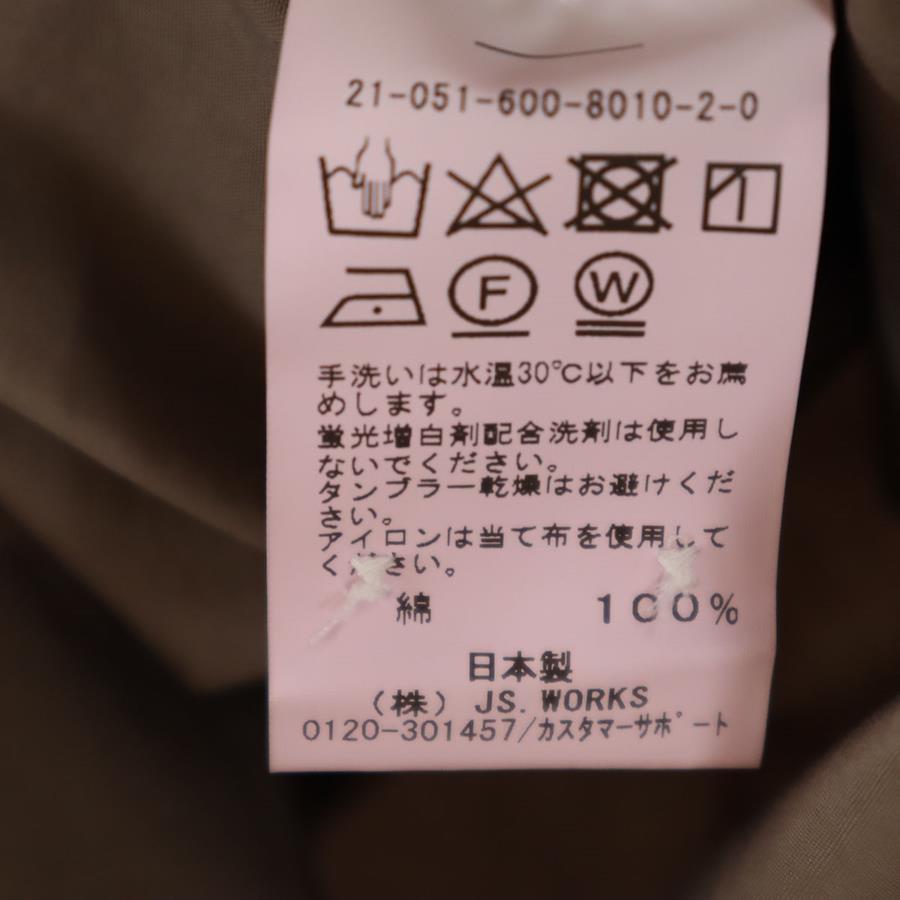 21-051-600-8010-2-0
F W
手洗いは水温30℃以下をお薦
めします。
蛍光増白剤配合洗剤は使用し
ないでください。
タンブラー乾燥はお避けくだ
さい。
アイロンは当て布を使用して
ください。
綿 100%
日本製
(株) JS. WORKS
0120-301457/カスタマーサポート